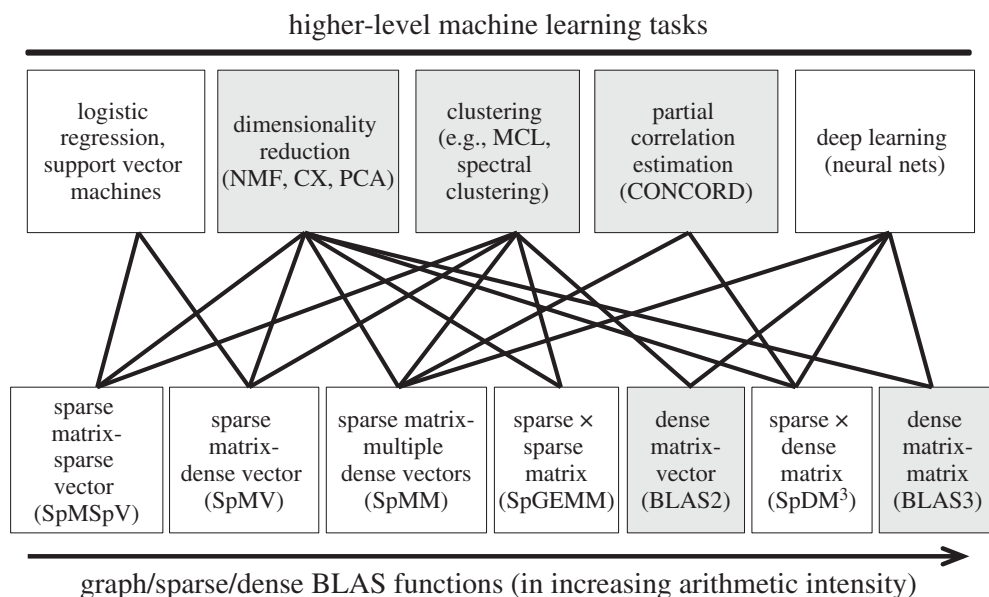 higher-level machine learning tasks
logistic
regression,
support vector
machines
dimensionality
reduction
(NMF, CX, PCA)
clustering
(e.g., MCL,
spectral
clustering)
partial
correlation
estimation
(CONCORD)
deep learning
(neural nets)
sparse
matrix-
sparse
vector
(SpMSpV)
sparse
matrix-
dense vector
(SpMV)
sparse matrix-
multiple
dense vectors
(SpMM)
sparse ×
sparse
matrix
(SpGEMM)
dense
matrix-
vector
(BLAS2)
sparse ×
dense
matrix
(SpDM³)
dense
matrix-
matrix
(BLAS3)
graph/sparse/dense BLAS functions (in increasing arithmetic intensity)